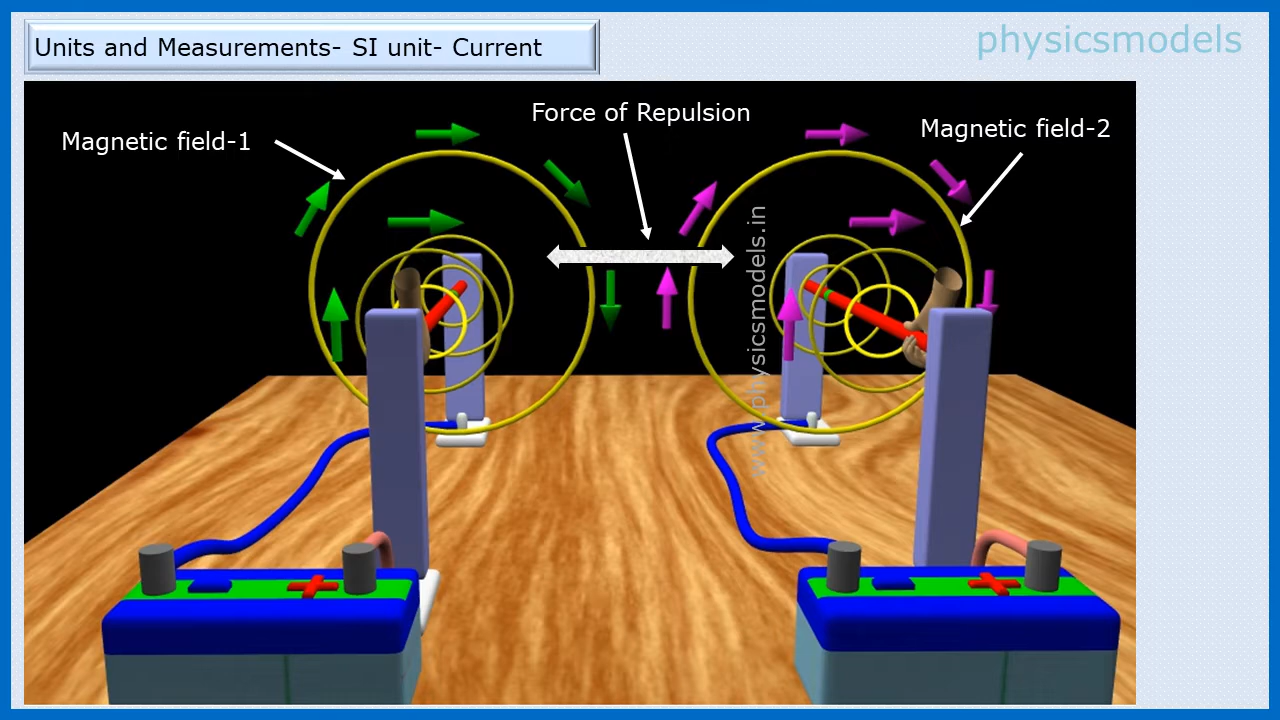 Units and Measurements- SI unit- Current
physicsmodels
Force of Repulsion
Magnetic field-1
Magnetic field-2
www.physicsmodels.in